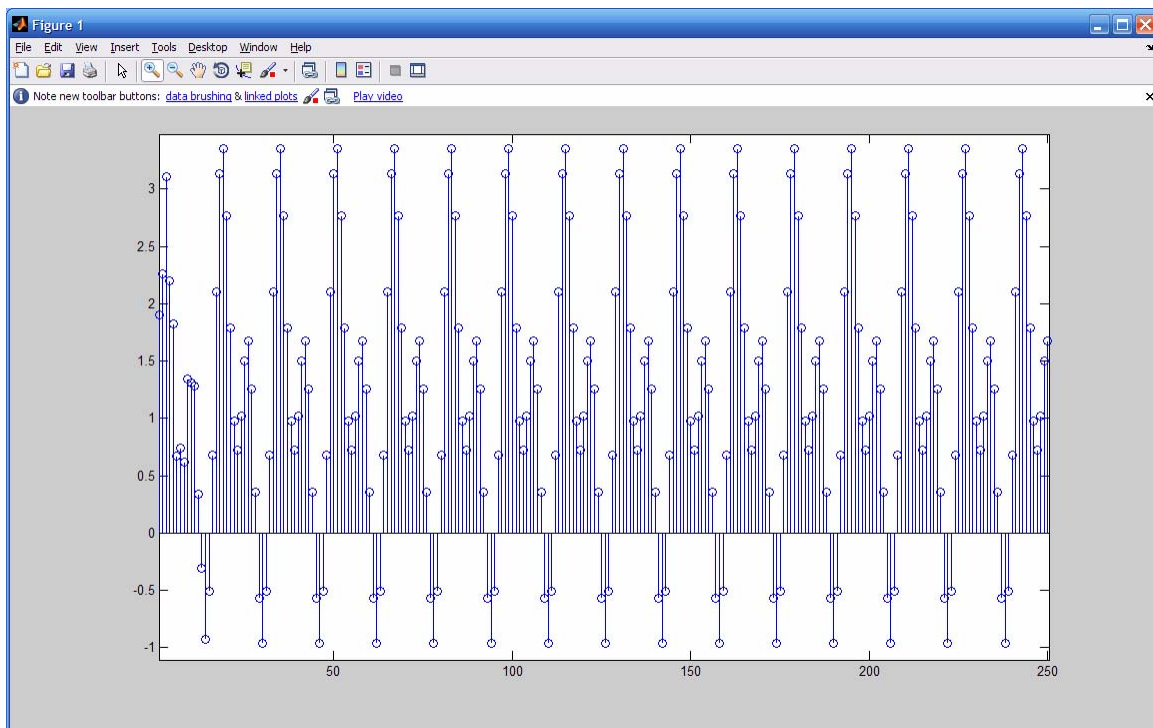 Figure 1
File Edit View Insert Tools Desktop Window Help
Note new toolbar buttons: data brushing & linked plots Play video
3
2.5
2
1.5
1
0.5
0
-0.5
-1
50 100 150 200 250